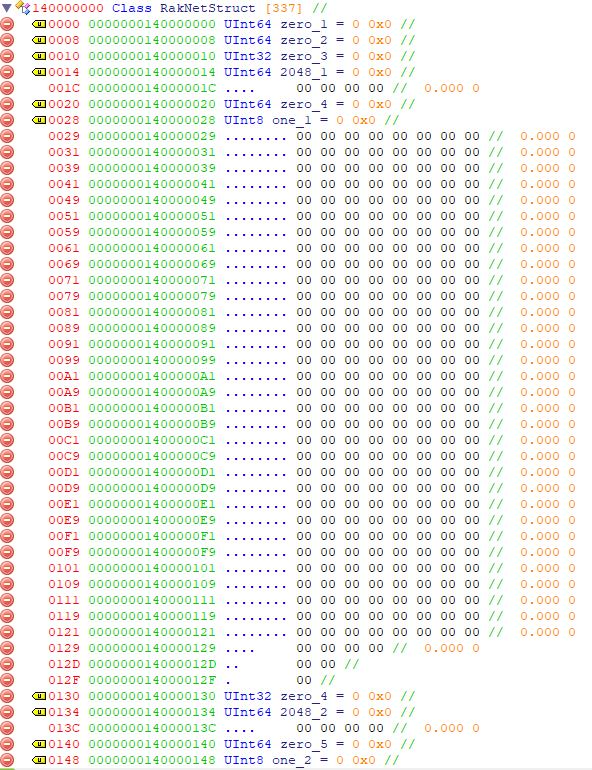 140000000 Class RakNetStruct [337] //
u 0000 0000000140000000 UInt64 zero_1 = 0 0x0 //
u 0008 0000000140000008 UInt64 zero_2 = 0 0x0 //
u 0010 0000000140000010 UInt32 zero_3 = 0 0x0 //
u 0014 0000000140000014 UInt64 2048_1 = 0 0x0 //
001C 000000014000001C .... 00 00 00 00 // 0.000 0
u 0020 0000000140000020 UInt64 zero_4 = 0 0x0 //
u 0028 0000000140000028 UInt8 one_1 = 0 0x0 //
0029 0000000140000029 ........ 00 00 00 00 00 00 00 00 // 0.000 0
0031 0000000140000031 ........ 00 00 00 00 00 00 00 00 // 0.000 0
0039 0000000140000039 ........ 00 00 00 00 00 00 00 00 // 0.000 0
0041 0000000140000041 ........ 00 00 00 00 00 00 00 00 // 0.000 0
0049 0000000140000049 ........ 00 00 00 00 00 00 00 00 // 0.000 0
0051 0000000140000051 ........ 00 00 00 00 00 00 00 00 // 0.000 0
0059 0000000140000059 ........ 00 00 00 00 00 00 00 00 // 0.000 0
0061 0000000140000061 ........ 00 00 00 00 00 00 00 00 // 0.000 0
0069 0000000140000069 ........ 00 00 00 00 00 00 00 00 // 0.000 0
0071 0000000140000071 ........ 00 00 00 00 00 00 00 00 // 0.000 0
0079 0000000140000079 ........ 00 00 00 00 00 00 00 00 // 0.000 0
0081 0000000140000081 ........ 00 00 00 00 00 00 00 00 // 0.000 0
0089 0000000140000089 ........ 00 00 00 00 00 00 00 00 // 0.000 0
0091 0000000140000091 ........ 00 00 00 00 00 00 00 00 // 0.000 0
0099 0000000140000099 ........ 00 00 00 00 00 00 00 00 // 0.000 0
00A1 00000001400000A1 ........ 00 00 00 00 00 00 00 00 // 0.000 0
00A9 00000001400000A9 ........ 00 00 00 00 00 00 00 00 // 0.000 0
00B1 00000001400000B1 ........ 00 00 00 00 00 00 00 00 // 0.000 0
00B9 00000001400000B9 ........ 00 00 00 00 00 00 00 00 // 0.000 0
00C1 00000001400000C1 ........ 00 00 00 00 00 00 00 00 // 0.000 0
00C9 00000001400000C9 ........ 00 00 00 00 00 00 00 00 // 0.000 0
00D1 00000001400000D1 ........ 00 00 00 00 00 00 00 00 // 0.000 0
00D9 00000001400000D9 ........ 00 00 00 00 00 00 00 00 // 0.000 0
00E1 00000001400000E1 ........ 00 00 00 00 00 00 00 00 // 0.000 0
00E9 00000001400000E9 ........ 00 00 00 00 00 00 00 00 // 0.000 0
00F1 00000001400000F1 ........ 00 00 00 00 00 00 00 00 // 0.000 0
00F9 00000001400000F9 ........ 00 00 00 00 00 00 00 00 // 0.000 0
0101 0000000140000101 ........ 00 00 00 00 00 00 00 00 // 0.000 0
0109 0000000140000109 ........ 00 00 00 00 00 00 00 00 // 0.000 0
0111 0000000140000111 ........ 00 00 00 00 00 00 00 00 // 0.000 0
0119 0000000140000119 ........ 00 00 00 00 00 00 00 00 // 0.000 0
0121 0000000140000121 ........ 00 00 00 00 00 00 00 00 // 0.000 0
0129 0000000140000129 .... 00 00 00 00 // 0.000 0
012D 000000014000012D .. 00 00 //
012F 000000014000012F . 00 //
u 0130 0000000140000130 UInt32 zero_4 = 0 0x0 //
u 0134 0000000140000134 UInt64 2048_2 = 0 0x0 //
013C 000000014000013C .... 00 00 00 00 // 0.000 0
u 0140 0000000140000140 UInt64 zero_5 = 0 0x0 //
u 0148 0000000140000148 UInt8 one_2 = 0 0x0 //